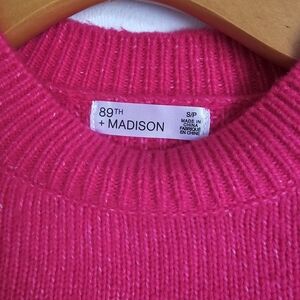 89TH
+ MADISON
S/P
MADE IN
CHINA
FABRIQUÉ
EN CHINE